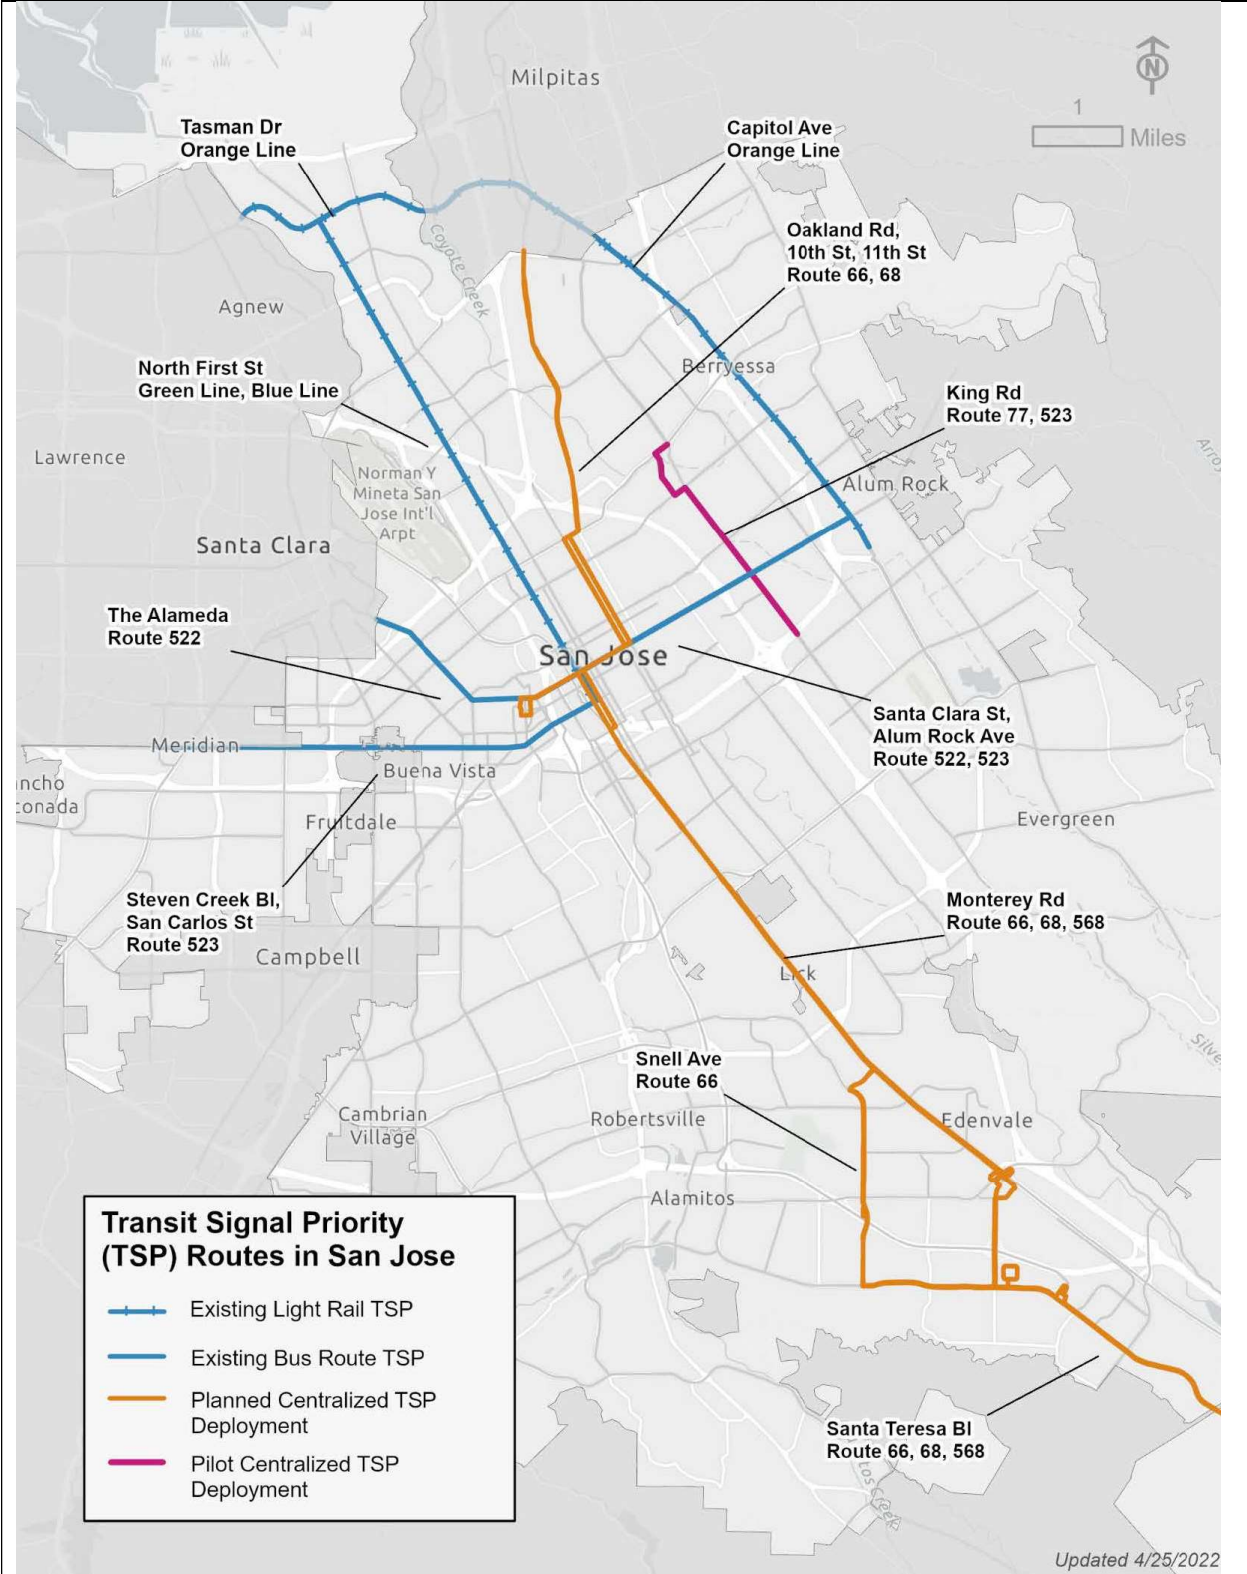 Milpitas
N
1
Miles
Tasman Dr
Orange Line
Capitol Ave
Orange Line
Oakland Rd,
10th St, 11th St
Route 66, 68
Coyote Creek
Agnew
North First St
Green Line, Blue Line
Berryessa
King Rd
Route 77, 523
Lawrence
Norman Y
Mineta San
Jose Int'l
Arpt
Alum Rock
Santa Clara
The Alameda
Route 522
San Jose
Santa Clara St,
Alum Rock Ave
Route 522, 523
Meridian
Buena Vista
ncho
conada
Fruitdale
Evergreen
Steven Creek Bl,
San Carlos St
Route 523
Campbell
Monterey Rd
Route 66, 68, 568
Lick
Silve
Snell Ave
Route 66
Cambrian
Village
Robertsville
Edenvale
Alamitos
Transit Signal Priority
(TSP) Routes in San Jose
Existing Light Rail TSP
Existing Bus Route TSP
Planned Centralized TSP
Deployment
Pilot Centralized TSP
Deployment
Santa Teresa Bl
Route 66, 68, 568
tos Creek
Updated 4/25/2022